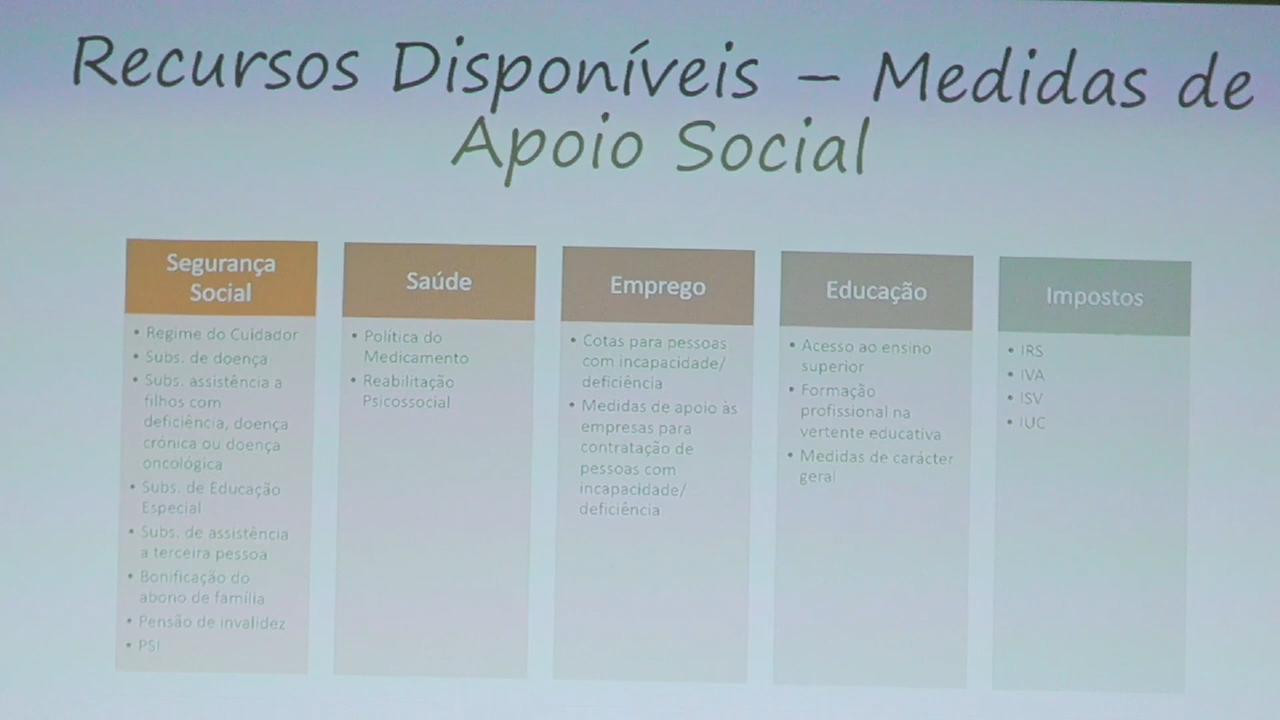 Recursos Disponíveis – Medidas de
Apoio Social
Segurança
Social
• Regime do Cuidador
• Subs. de doença
• Subs. assistência a
filhos com
deficiência, doença
crónica ou doença
oncológica
• Subs. de Educação
Especial
• Subs. de assistência
a terceira pessoa
• Bonificação do
abono de família
• Pensão de invalidez
• PSI
Saúde
• Política do
Medicamento
• Reabilitação
Psicossocial
Emprego
• Cotas para pessoas
com incapacidade/
deficiência
• Medidas de apoio às
empresas para
contratação de
pessoas com
incapacidade/
deficiência
Educação
• Acesso ao ensino
superior
• Formação
profissional na
vertente educativa
• Medidas de carácter
geral
Impostos
• IRS
• IVA
• ISV
• IUC